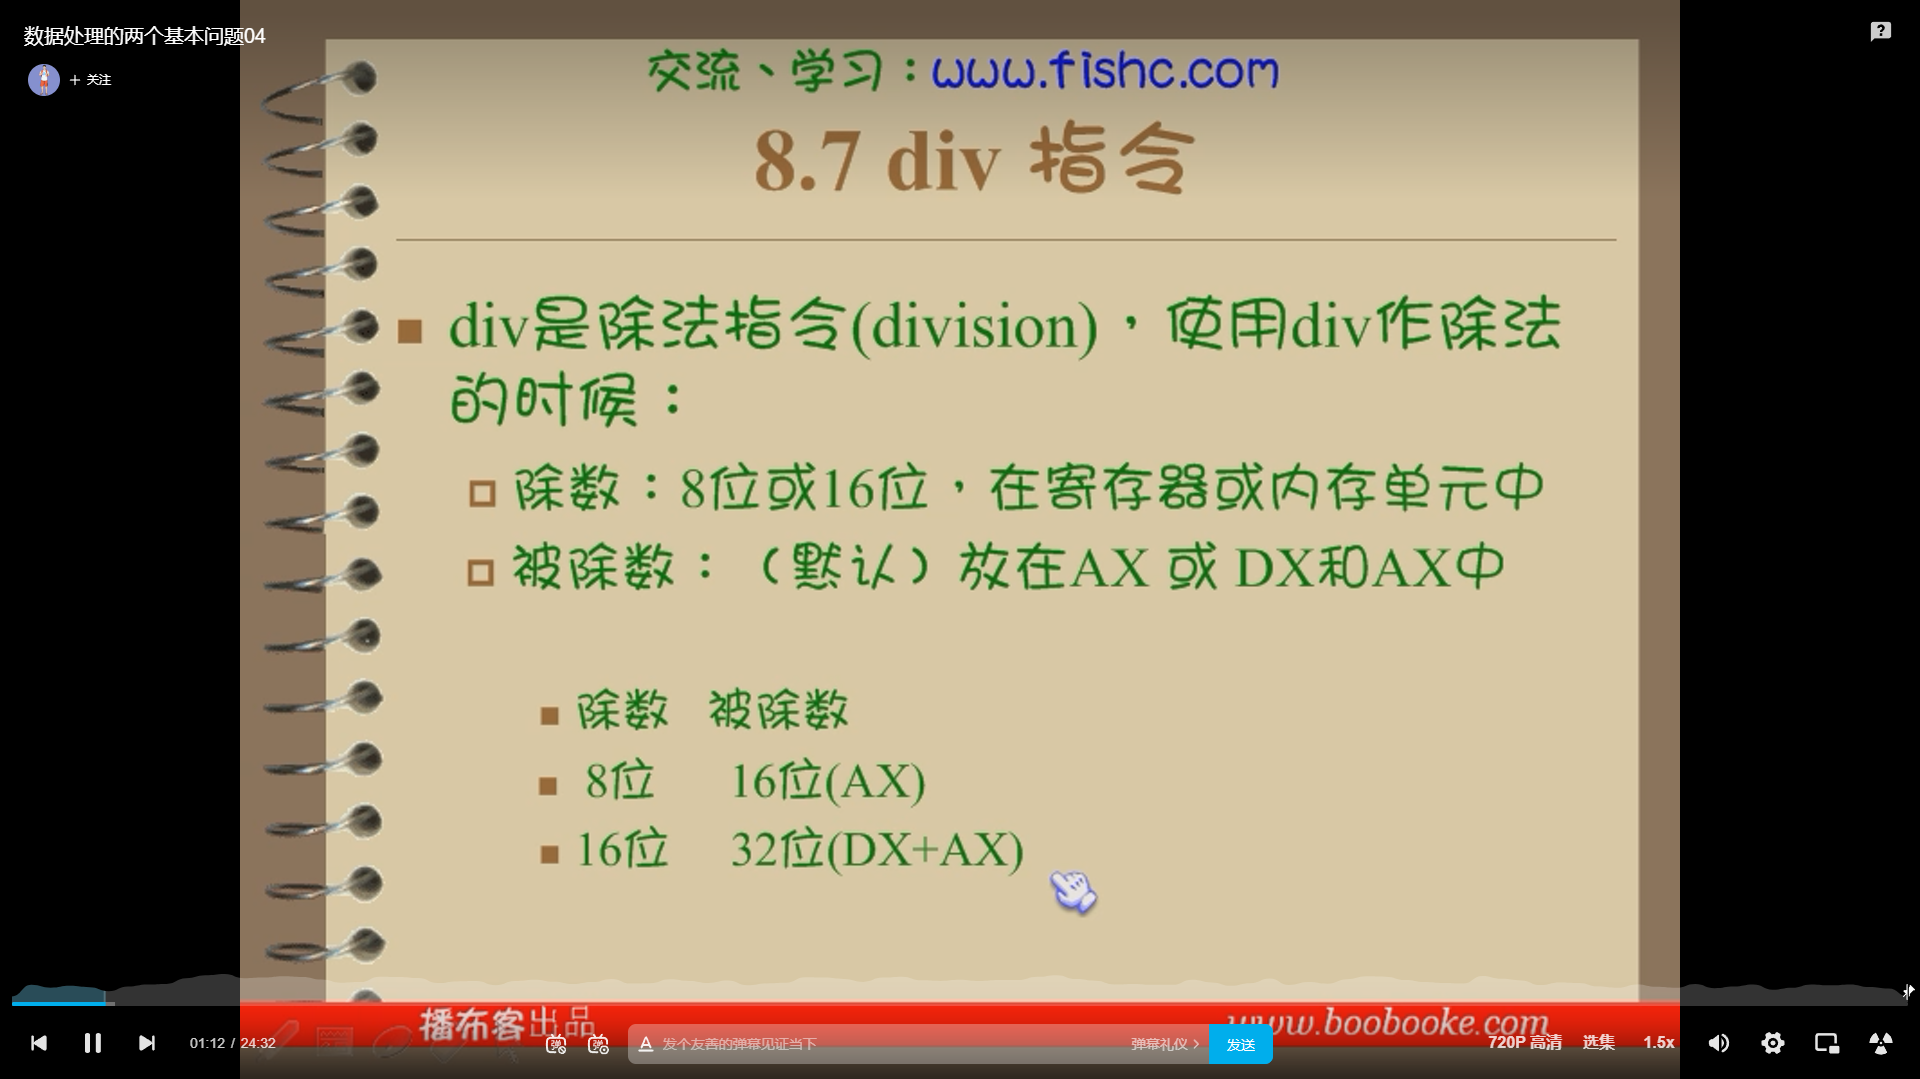 数据处理的两个基本问题04
+ 关注
交流、学习：www.fishc.com
8.7 div 指令
div是除法指令(division)，使用div作除法
的时候：
除数：8位或16位，在寄存器或内存单元中
被除数：（默认）放在AX 或 DX和AX中
除数 被除数
8位 16位(AX)
16位 32位(DX+AX)
播布客出品
www.boobooke.com
01:12 / 24:32
弹
弹
A 发个友善的弹幕见证当下
弹幕礼仪 >
发送
720P 高清
选集
1.5x